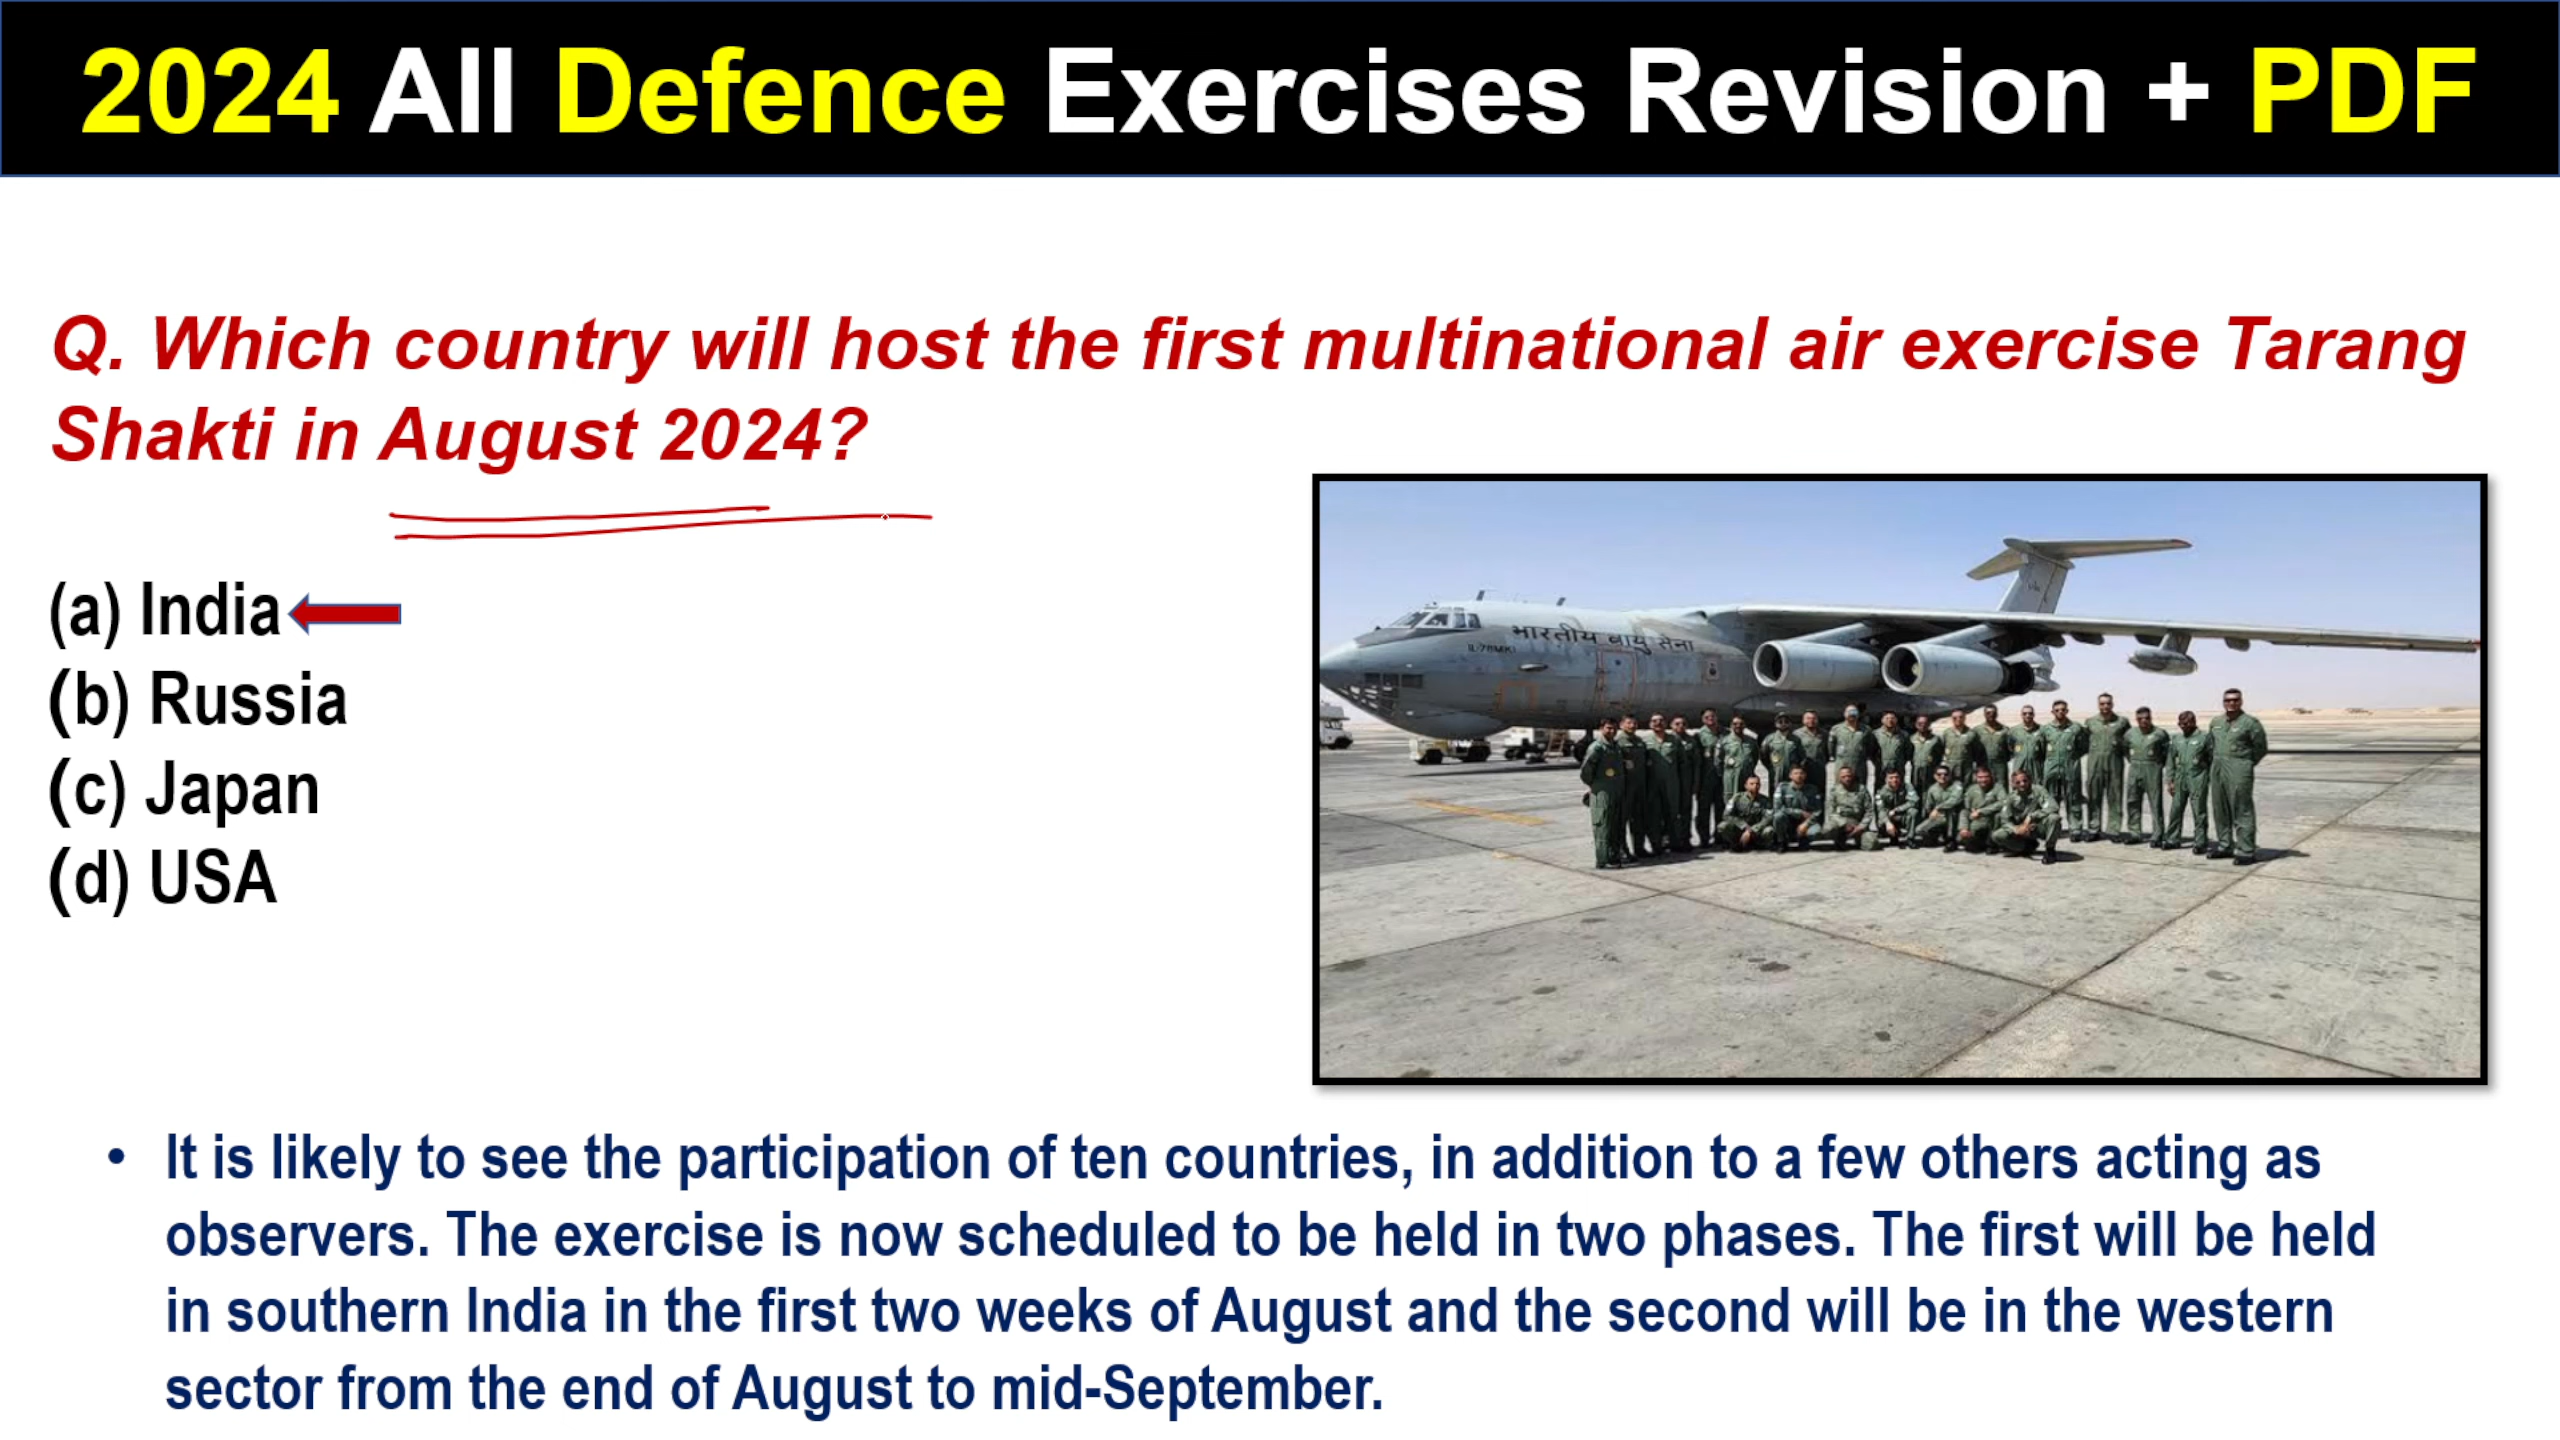 2024 All Defence Exercises Revision + PDF
Q. Which country will host the first multinational air exercise Tarang
Shakti in August 2024?
(a) India
(b) Russia
(c) Japan
(d) USA
भारतीय वायु सेना
IL-78MKI
• It is likely to see the participation of ten countries, in addition to a few others acting as
observers. The exercise is now scheduled to be held in two phases. The first will be held
in southern India in the first two weeks of August and the second will be in the western
sector from the end of August to mid-September.